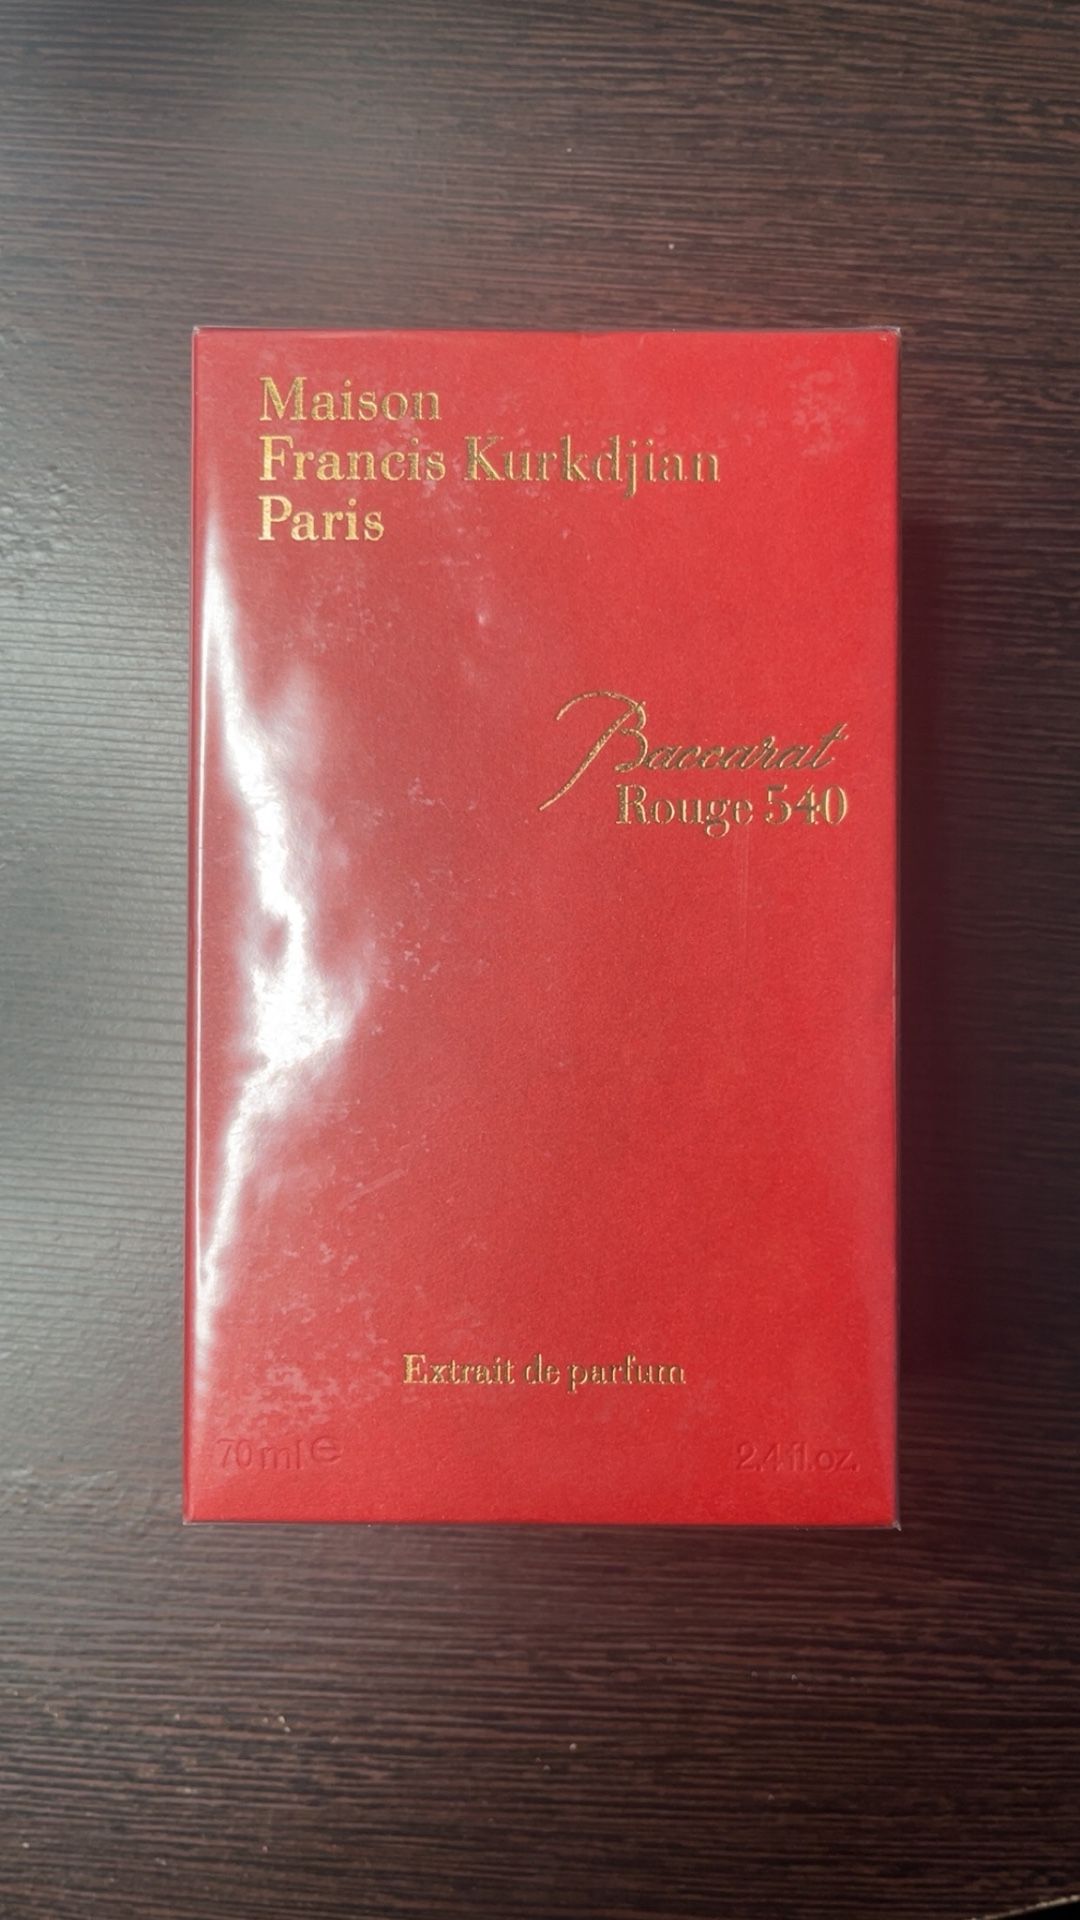 Maison
Francis Kurkdjian
Paris
Baccarat
Rouge 540
Extrait de parfum
70 ml ℮ 2.4 fl.oz.